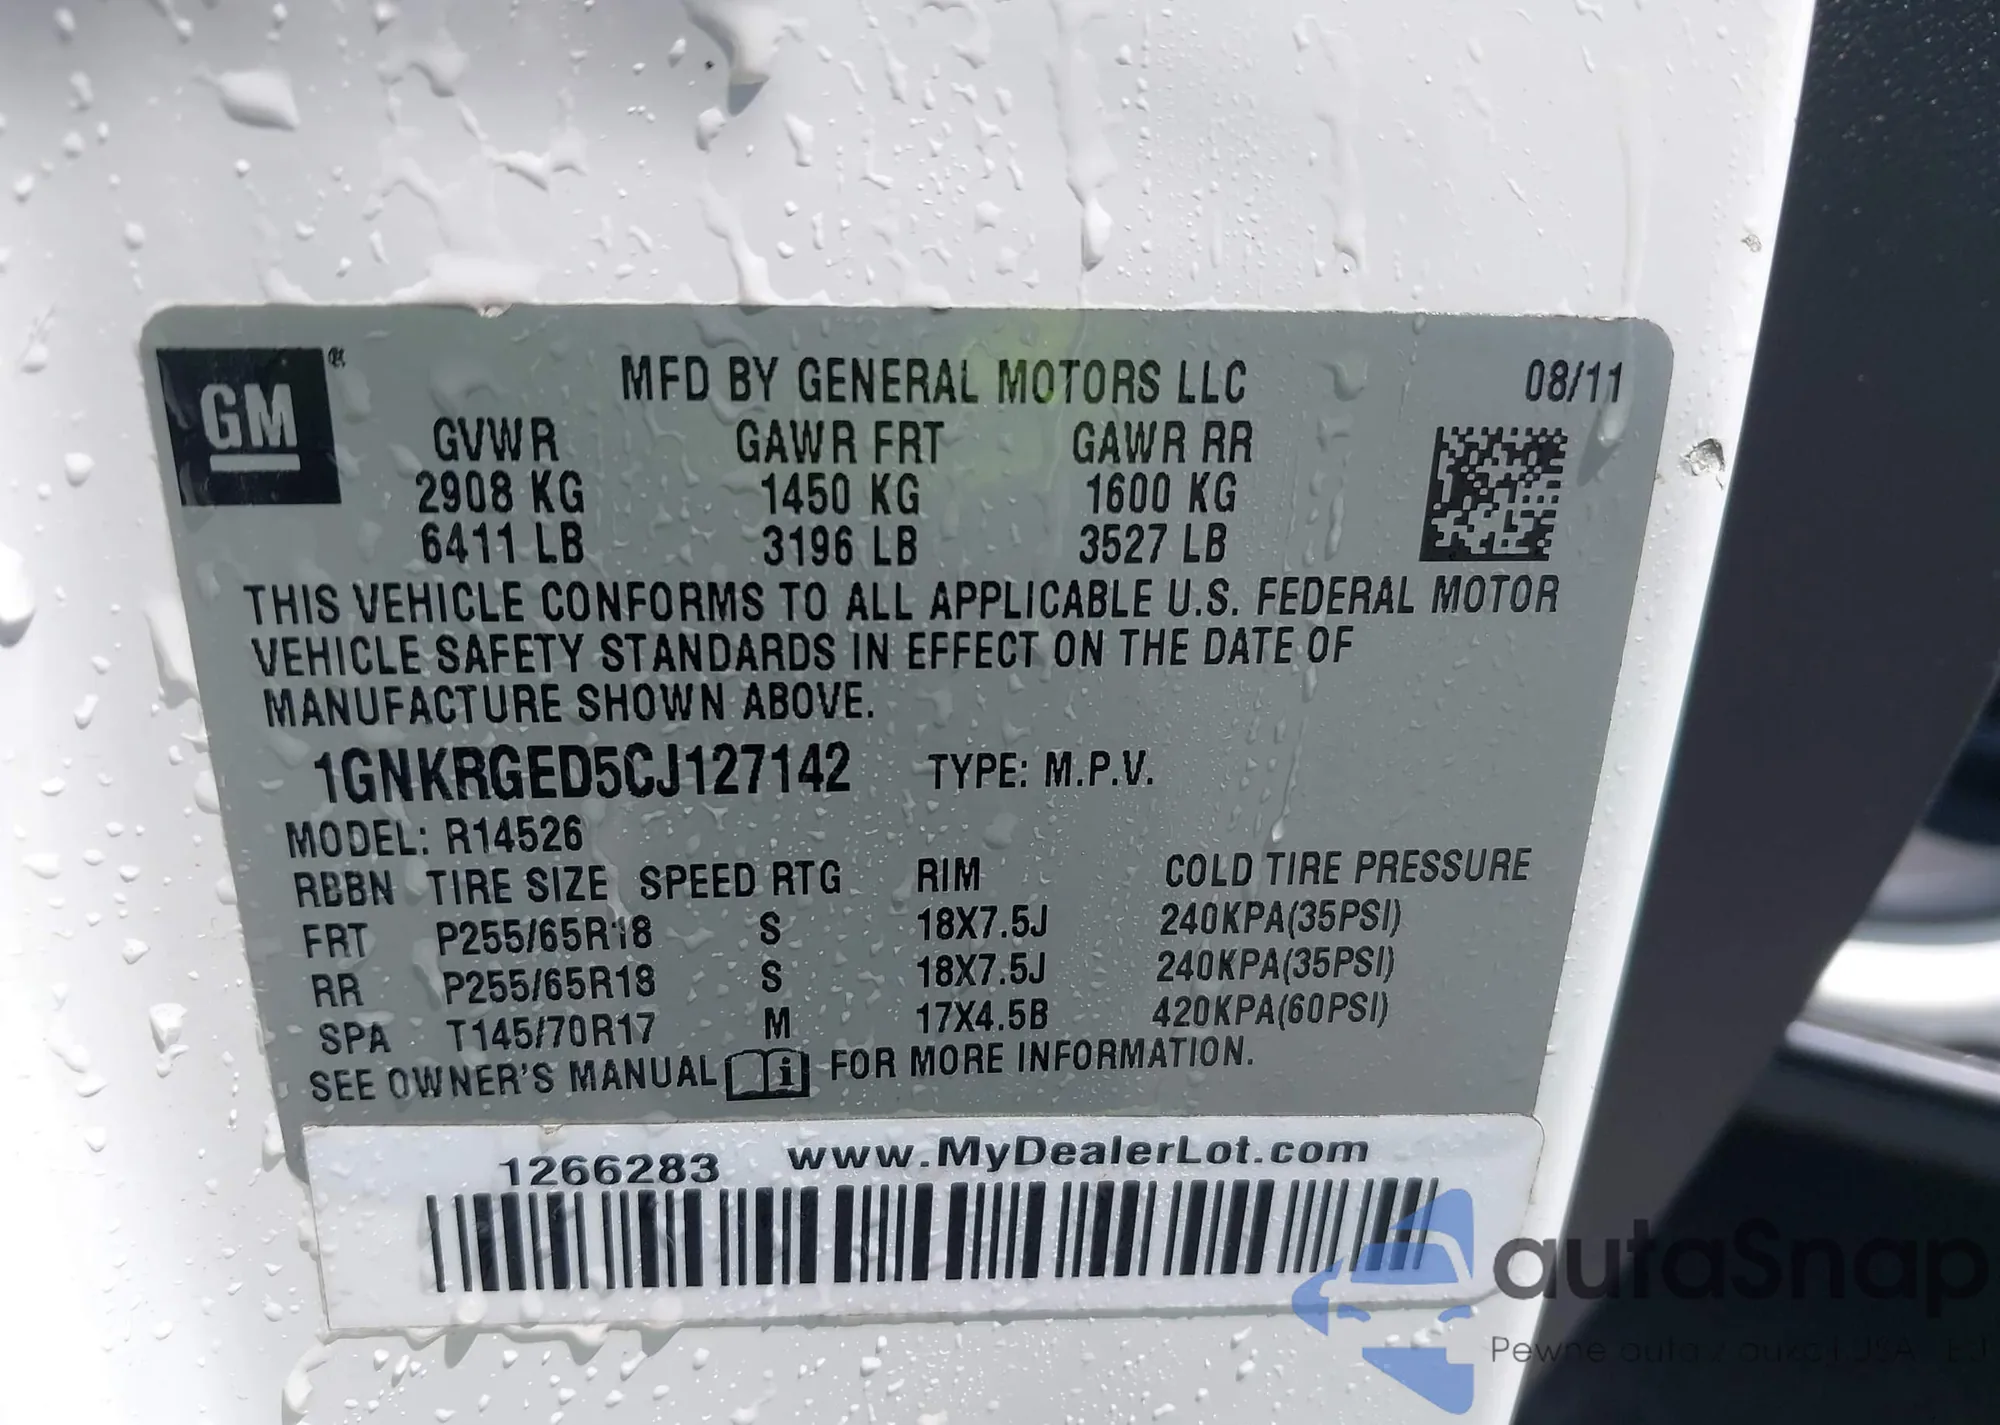 GM ®
MFD BY GENERAL MOTORS LLC 08/11
GVWR GAWR FRT GAWR RR
2908 KG 1450 KG 1600 KG
6411 LB 3196 LB 3527 LB
THIS VEHICLE CONFORMS TO ALL APPLICABLE U.S. FEDERAL MOTOR
VEHICLE SAFETY STANDARDS IN EFFECT ON THE DATE OF
MANUFACTURE SHOWN ABOVE.
1GNKRGED5CJ127142 TYPE: M.P.V.
MODEL: R14526
RBBN TIRE SIZE SPEED RTG RIM COLD TIRE PRESSURE
FRT P255/65R18 S 18X7.5J 240KPA(35PSI)
RR P255/65R18 S 18X7.5J 240KPA(35PSI)
SPA T145/70R17 M 17X4.5B 420KPA(60PSI)
SEE OWNER'S MANUAL i FOR MORE INFORMATION.
1266283 www.MyDealerLot.com
autaSnap
Pewne auta z aukcji USA